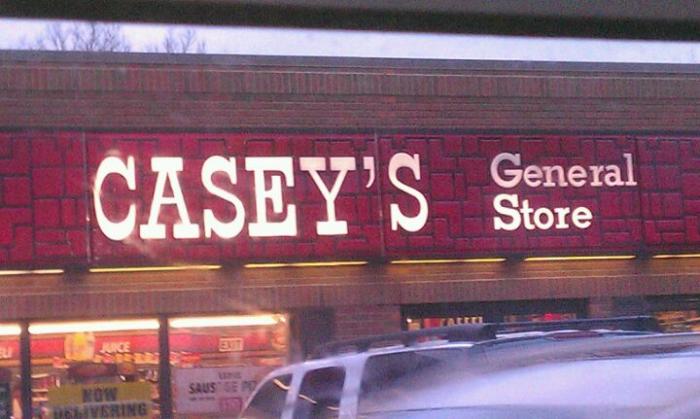 CASEY'S
General
Store
JUICE
EXIT
NOW
DELIVERING